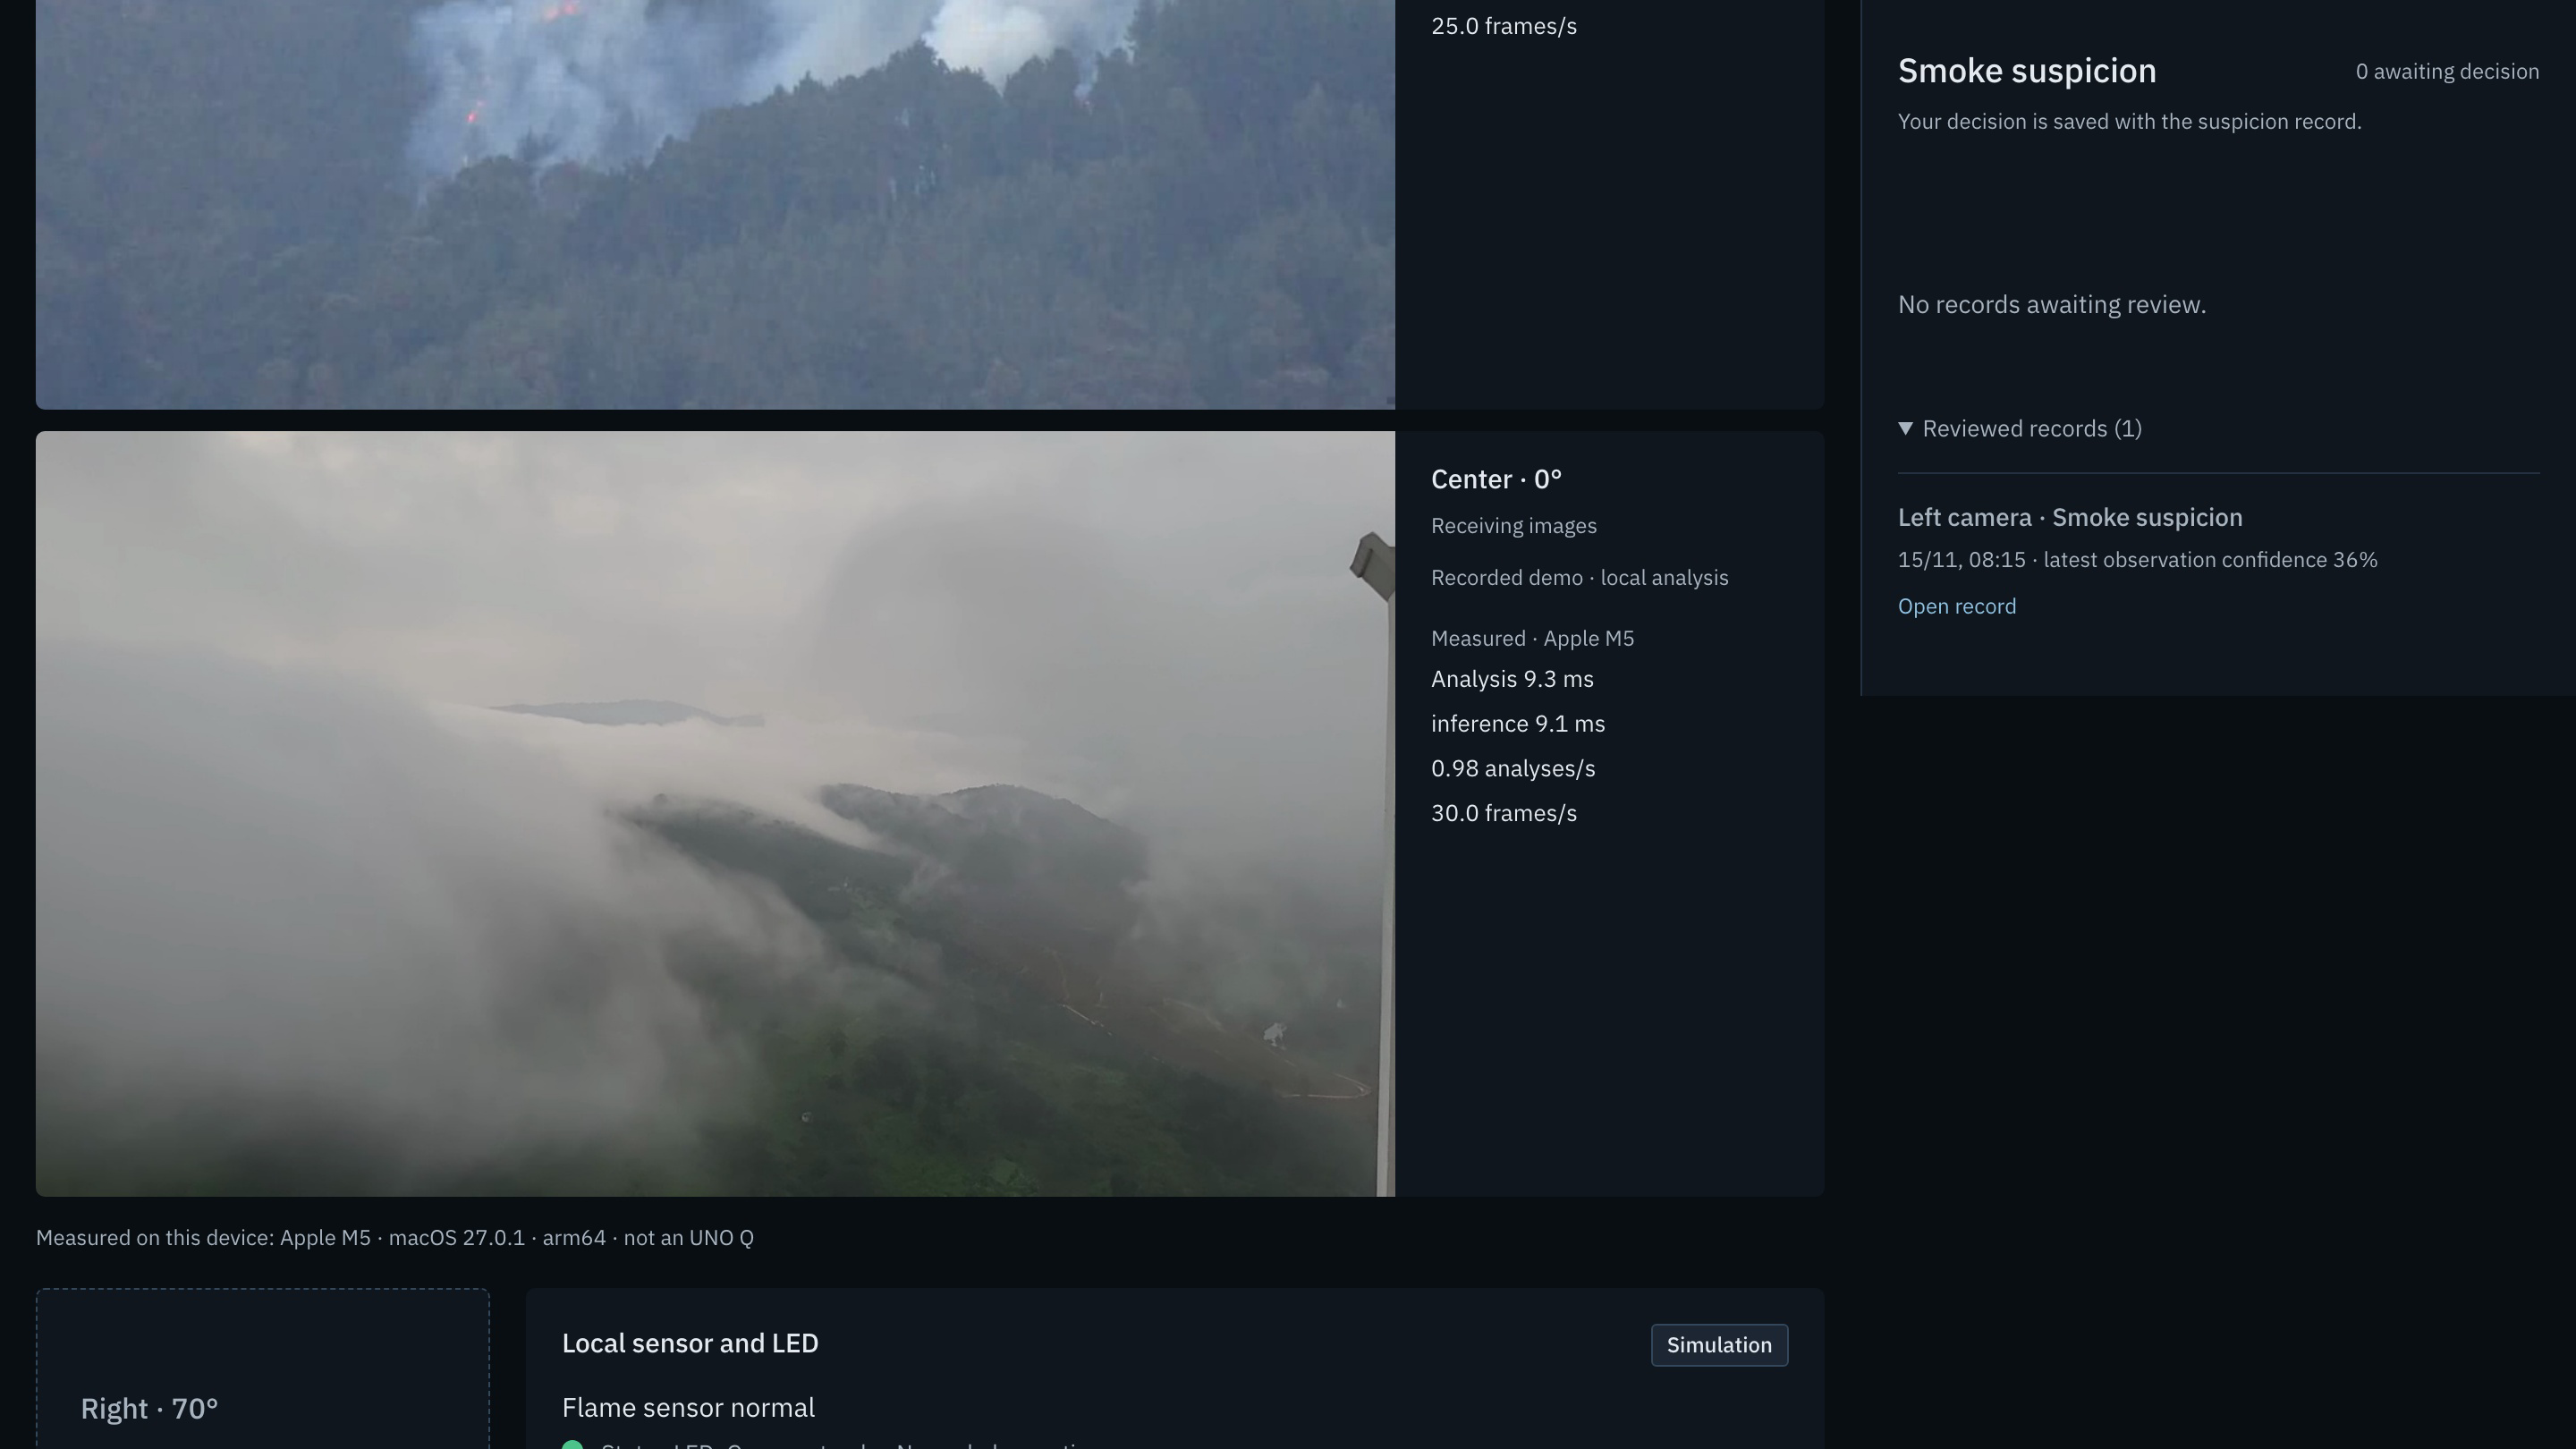 25.0 frames/s
Smoke suspicion
0 awaiting decision
Your decision is saved with the suspicion record.
No records awaiting review.
▼ Reviewed records (1)
Left camera · Smoke suspicion
15/11, 08:15 · latest observation confidence 36%
Open record
Center · 0°
Receiving images
Recorded demo · local analysis
Measured · Apple M5
Analysis 9.3 ms
inference 9.1 ms
0.98 analyses/s
30.0 frames/s
Measured on this device: Apple M5 · macOS 27.0.1 · arm64 · not an UNO Q
Right · 70°
Local sensor and LED
Simulation
Flame sensor normal